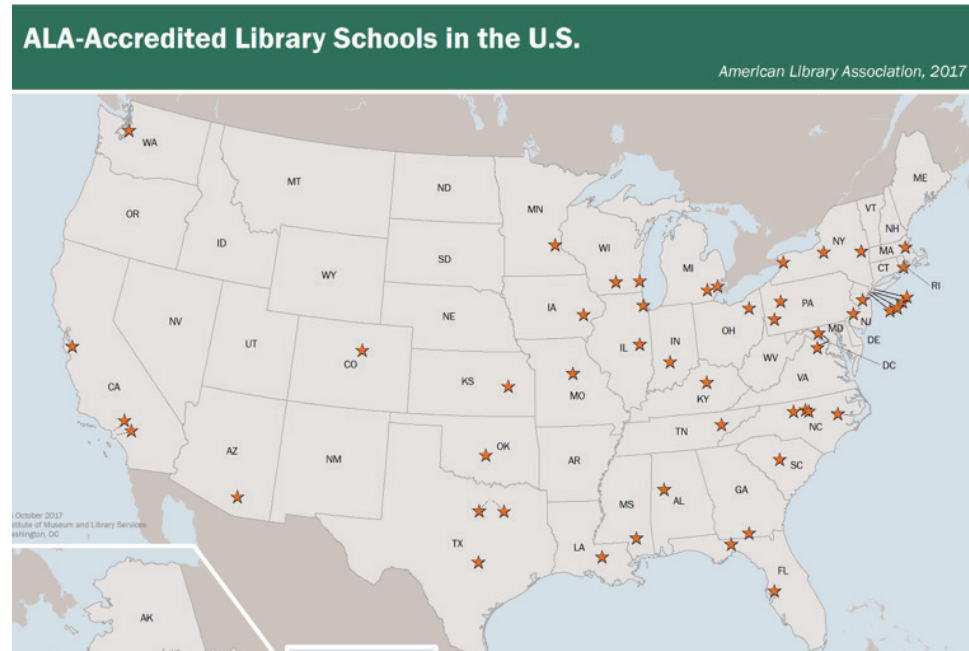 ALA-Accredited Library Schools in the U.S.
American Library Association, 2017
WA
MT
ND
MN
ME
VT
NH
OR
ID
SD
WI
MI
NY
MA
CT
RI
WY
IA
NE
PA
NJ
NV
UT
CO
IL
IN
OH
MD
DE
WV
DC
CA
KS
MO
KY
VA
NC
TN
AZ
NM
OK
AR
SC
MS
AL
GA
TX
LA
FL
October 2017
stitute of Museum and Library Services
ashington, DC
AK